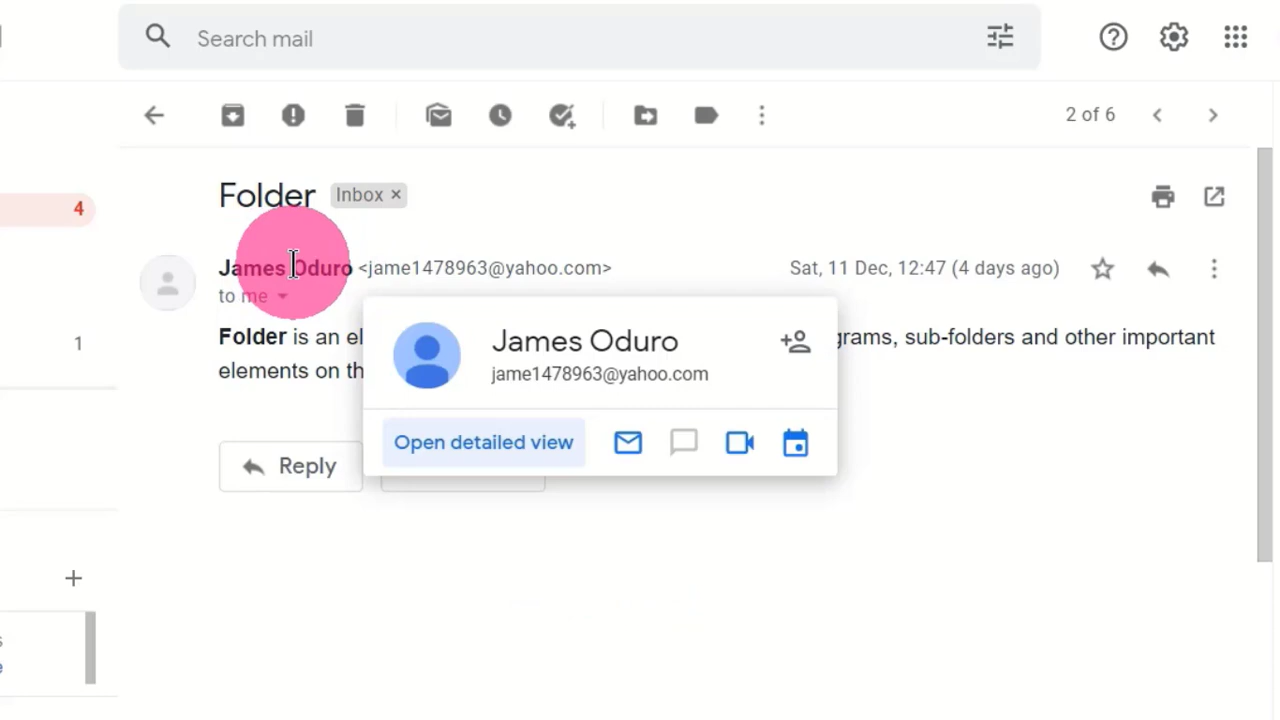 Search mail
2 of 6
4
Folder Inbox ×
James Oduro <jame1478963@yahoo.com> Sat, 11 Dec, 12:47 (4 days ago)
to me
James Oduro
jame1478963@yahoo.com
Open detailed view
1
Folder is an grams, sub-folders and other important
elements on
Reply